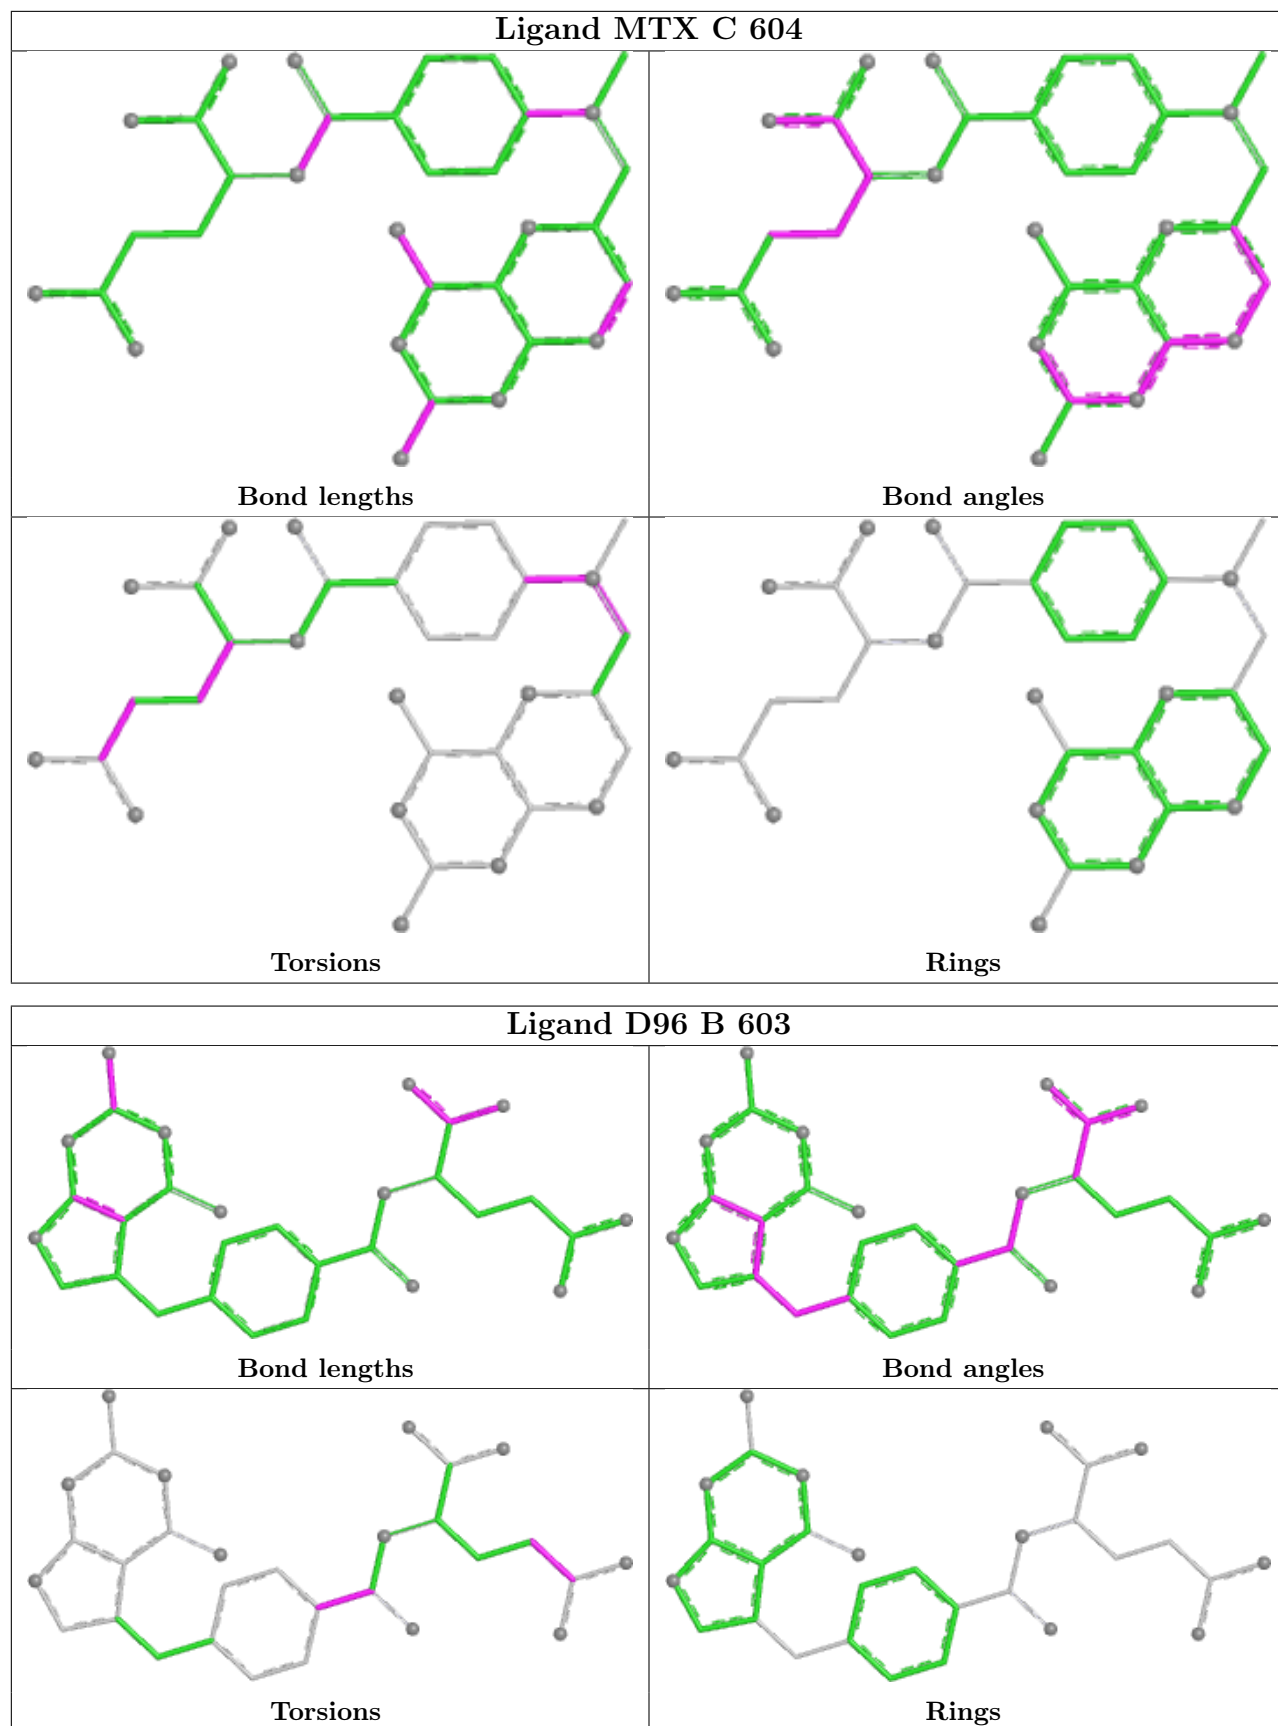 Ligand MTX C 604
Bond lengths
Bond angles
Torsions
Rings
Ligand D96 B 603
Bond lengths
Bond angles
Torsions
Rings